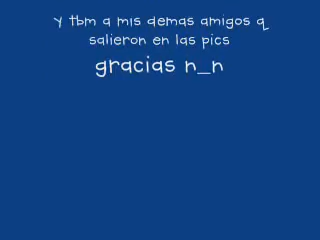 y tbm a mis demas amigos q
salieron en las pics
gracias n_n